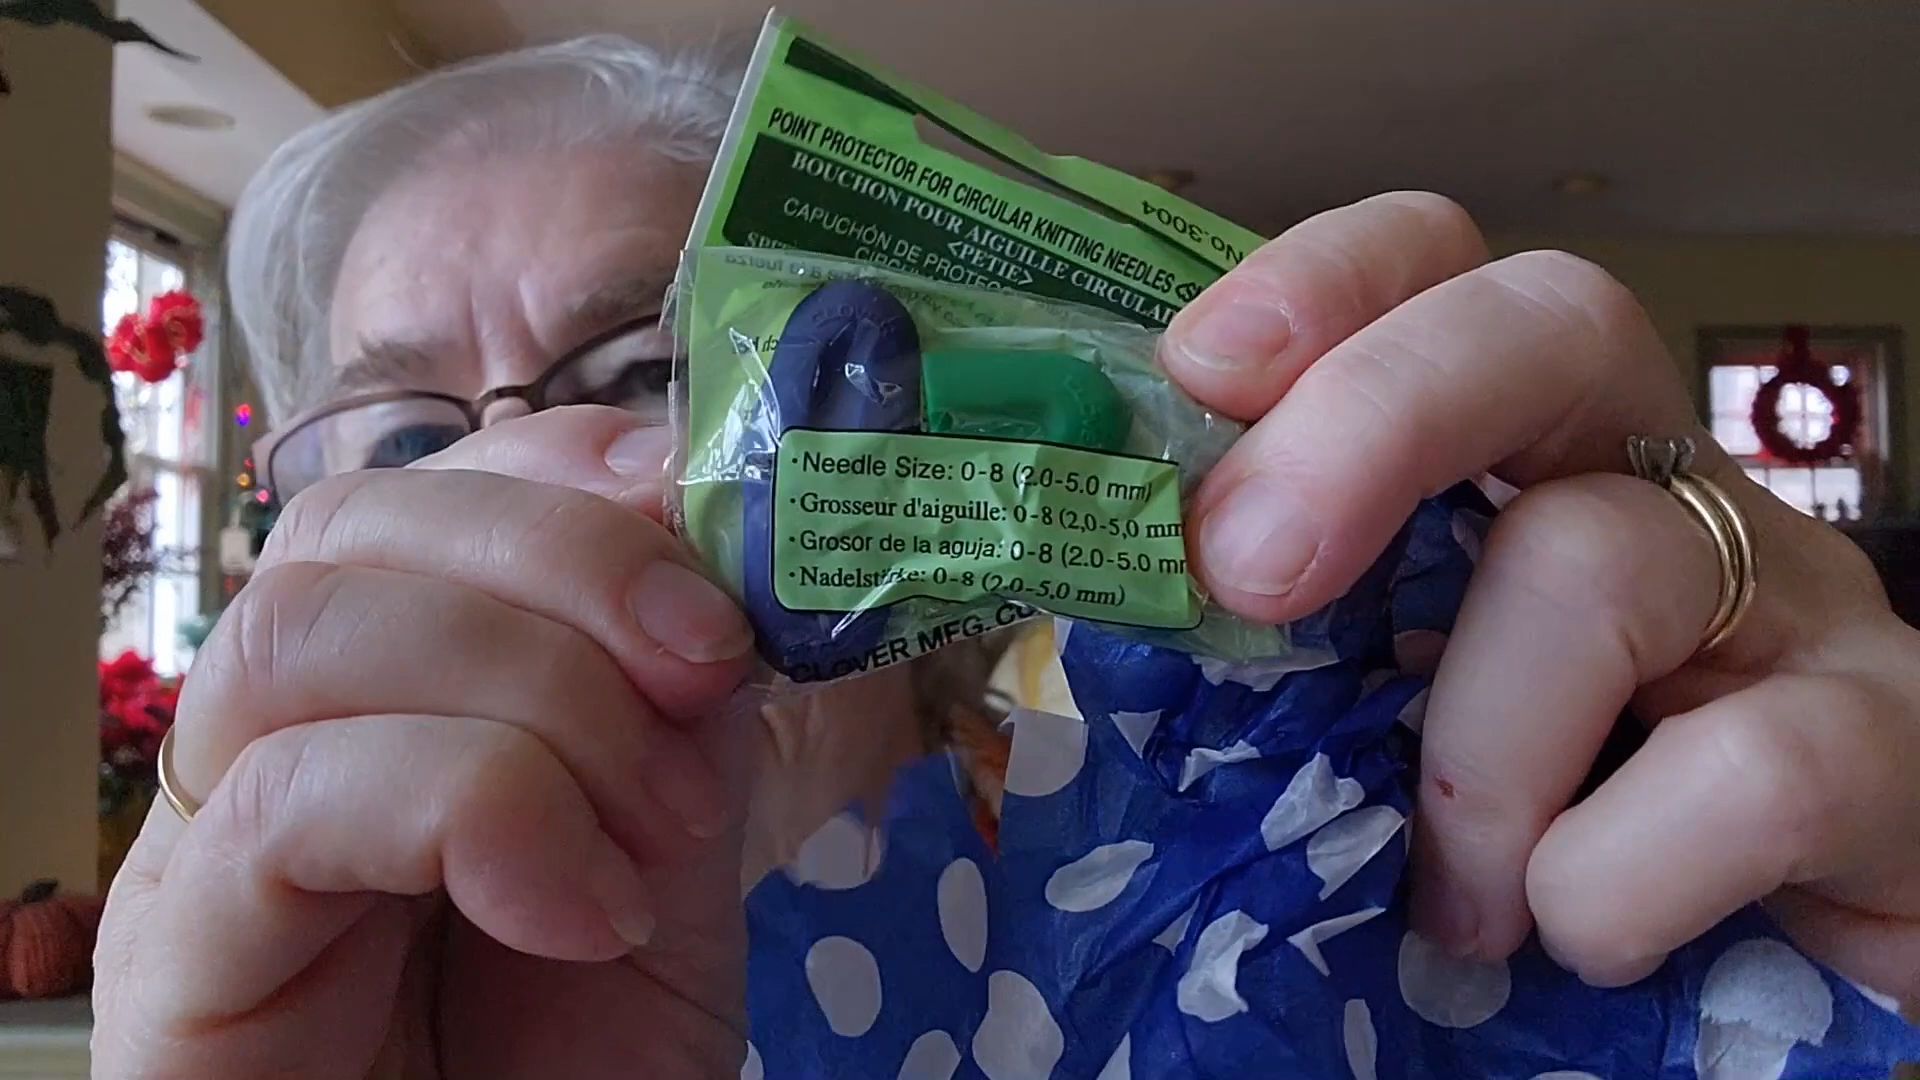 No.3004
POINT PROTECTOR FOR CIRCULAR KNITTING NEEDLES
BOUCHON POUR AIGUILLE CIRCULAI
<PETIE>
CAPUCHÓN DE PROTEC
CLOVER
·Needle Size: 0-8 (2.0-5.0 mm)
·Grosseur d'aiguille: 0-8 (2,0-5,0 mm
·Grosor de la aguja: 0-8 (2.0-5.0 mm
·Nadelstärke: 0-8 (2,0-5,0 mm)
CLOVER MFG. CO